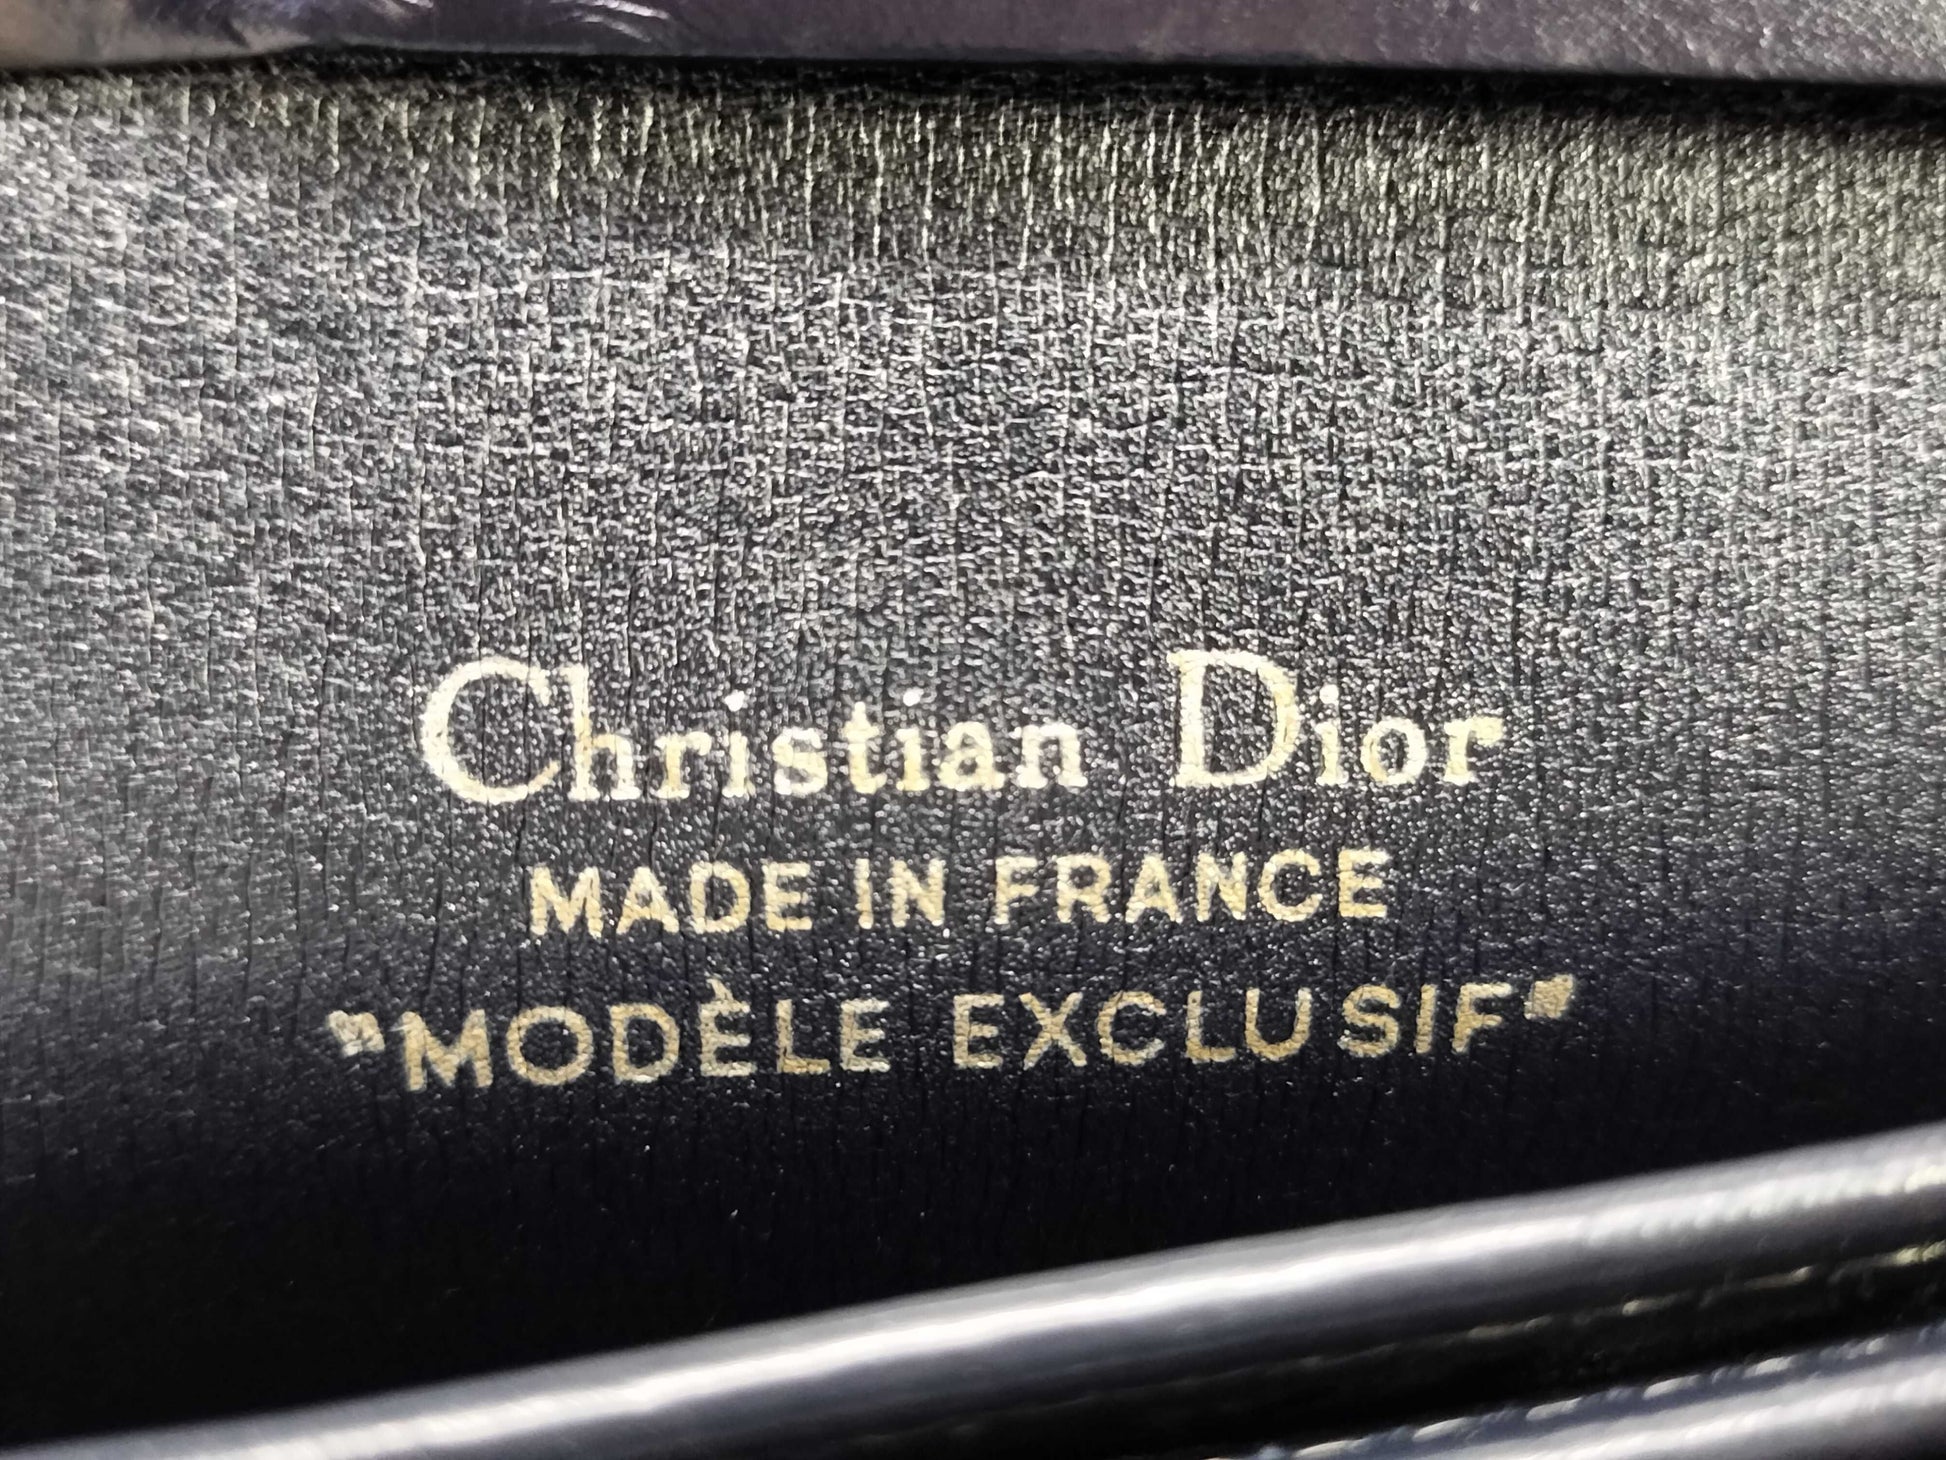 Christian Dior
MADE IN FRANCE
"MODÈLE EXCLUSIF"